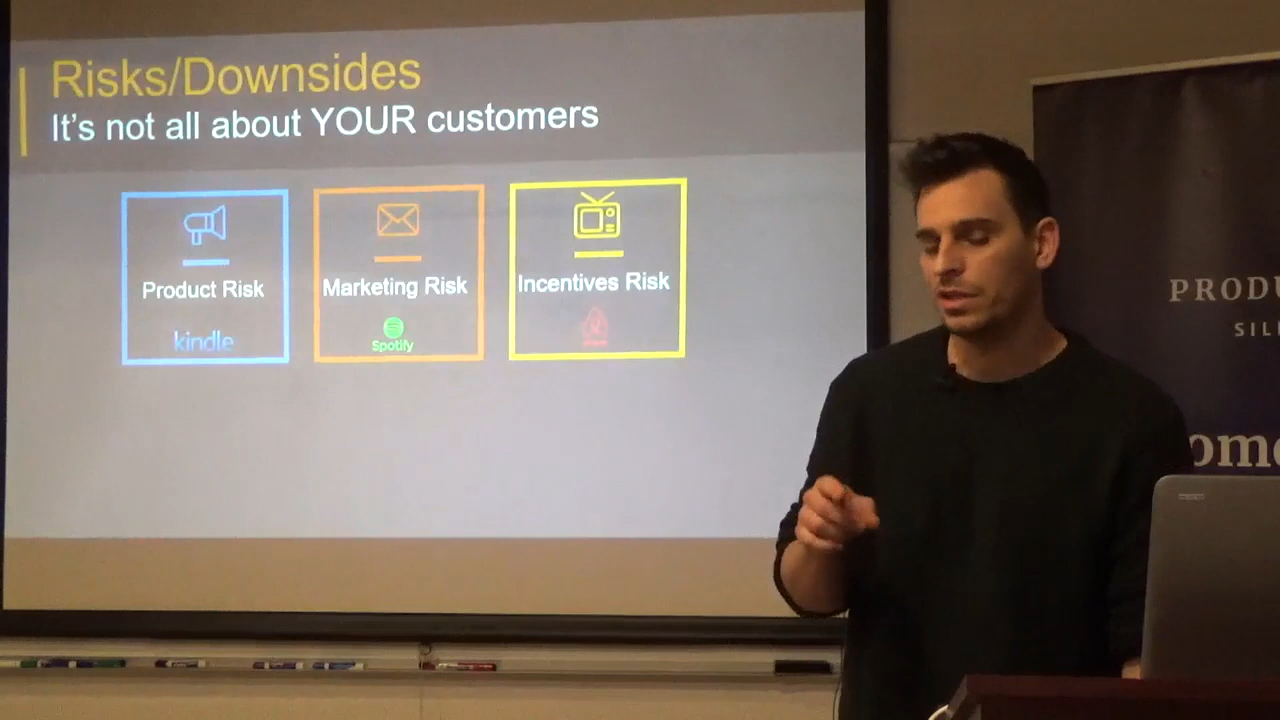 Risks/Downsides
It's not all about YOUR customers
Product Risk
kindle
Marketing Risk
Spotify
Incentives Risk
PRODU
SIL
ome